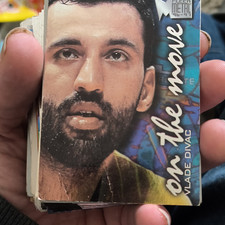 on the move
VLADE DIVAC